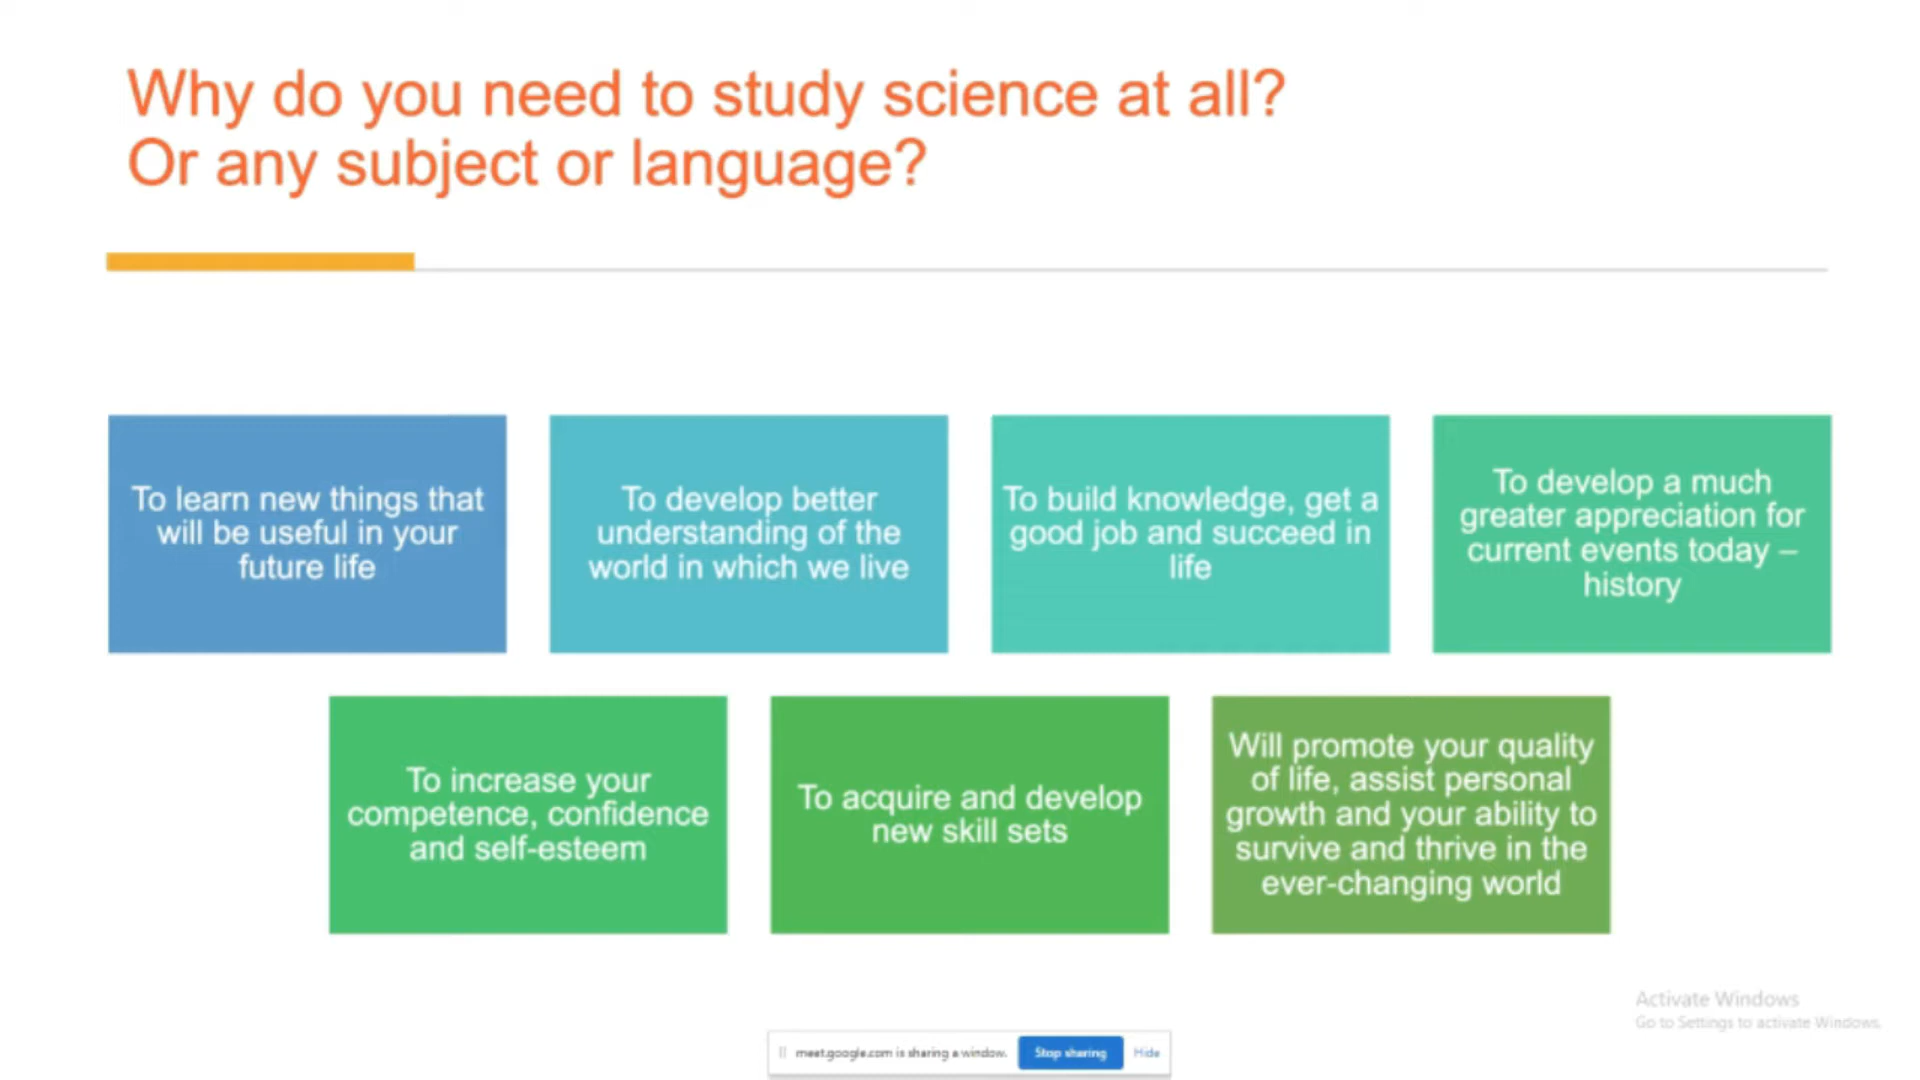 Why do you need to study science at all?
Or any subject or language?
To learn new things that
will be useful in your
future life
To develop better
understanding of the
world in which we live
To build knowledge, get a
good job and succeed in
life
To develop a much
greater appreciation for
current events today –
history
To increase your
competence, confidence
and self-esteem
To acquire and develop
new skill sets
Will promote your quality
of life, assist personal
growth and your ability to
survive and thrive in the
ever-changing world
Activate Windows
Go to Settings to activate Windows.
meet.google.com is sharing a window.
Stop sharing
Hide